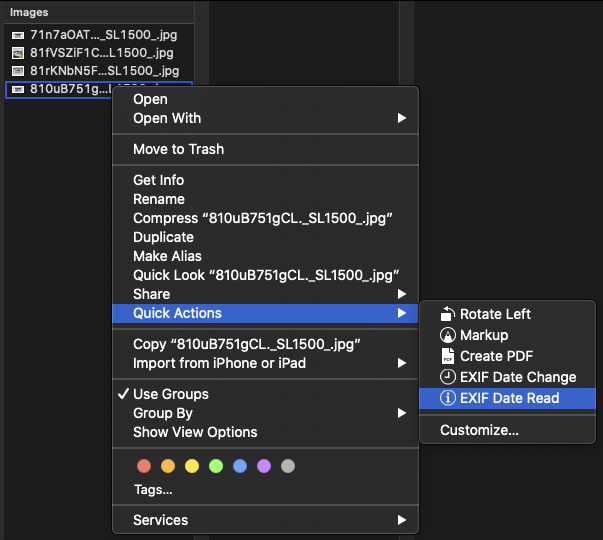 Images
71n7aOAT..._SL1500_.jpg
81fVSZiF1C...L1500_.jpg
81rKNbN5F...SL1500_.jpg
810uB751g...L1500_.jpg
Open
Open With
Move to Trash
Get Info
Rename
Compress “810uB751gCL._SL1500_.jpg”
Duplicate
Make Alias
Quick Look “810uB751gCL._SL1500_.jpg”
Share
Quick Actions
Copy “810uB751gCL._SL1500_.jpg”
Import from iPhone or iPad
Use Groups
Group By
Show View Options
Tags...
Services
Rotate Left
Markup
PDF Create PDF
EXIF Date Change
EXIF Date Read
Customize...